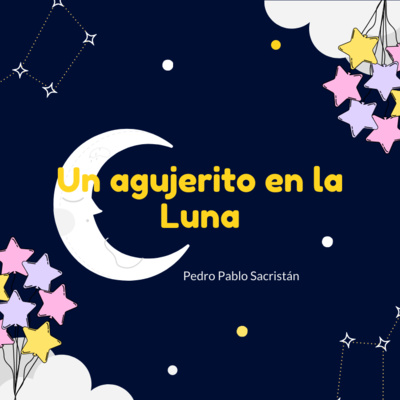 Un agujerito en la
Luna
Pedro Pablo Sacristán